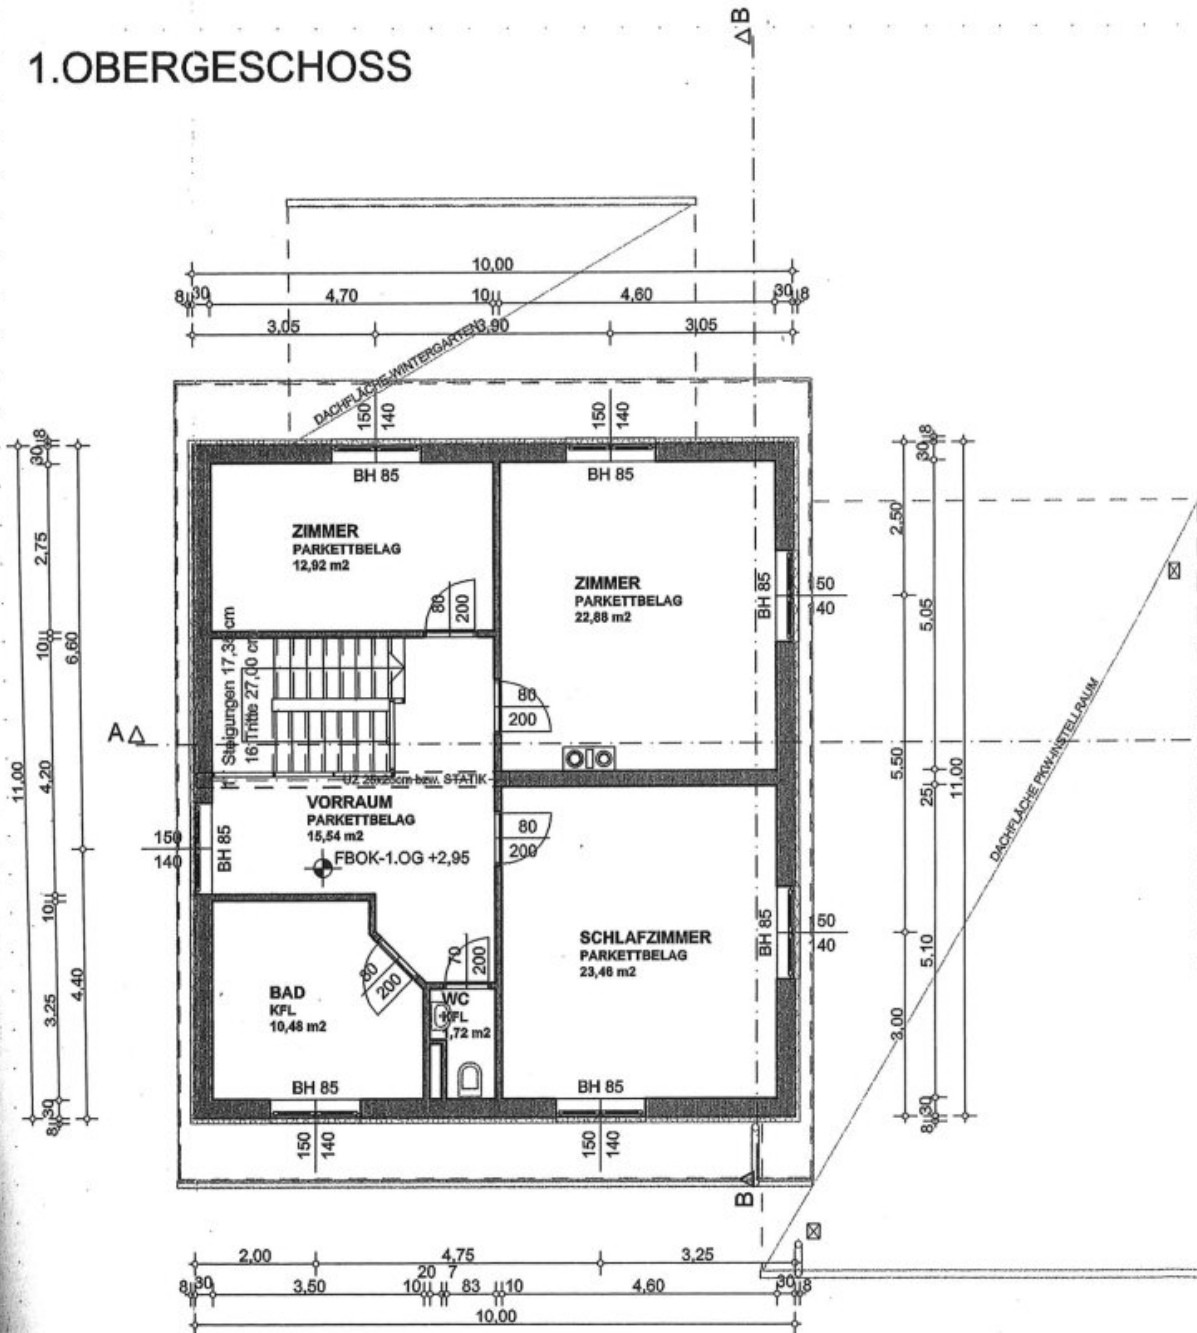 B
1.OBERGESCHOSS
10,00
8 30 4,70 10 4,60 30 8
3,05 3,90 3,05
DACHFLÄCHE-WINTERGARTEN
150 140
150 140
BH 85
BH 85
ZIMMER
PARKETTBELAG
12,92 m2
80
200
ZIMMER
PARKETTBELAG
22,88 m2
BH 85
50
40
80
200
Steigungen 17,35 cm
16 Tritte 27,00 cm
A
UZ 25x25cm bzw. STATIK
VORRAUM
PARKETTBELAG
15,54 m2
FBOK-1.OG +2,95
150
140
BH 85
80
200
SCHLAFZIMMER
PARKETTBELAG
23,46 m2
BH 85
50
40
BAD
KFL
10,48 m2
80
200
70
200
WC
KFL
,72 m2
BH 85
BH 85
150 140
150 140
B
11,00
8 30 2,75 10 4,20 10 3,25 30 8
6,60 4,40
2,50 5,50 3,00
8 30 5,05 25 5,10 30 8
11,00
DACHFLÄCHE PKW-INSTELLRAUM
2,00 4,75 3,25
8 30 3,50 10 20 7 83 10 4,60 30 8
10,00